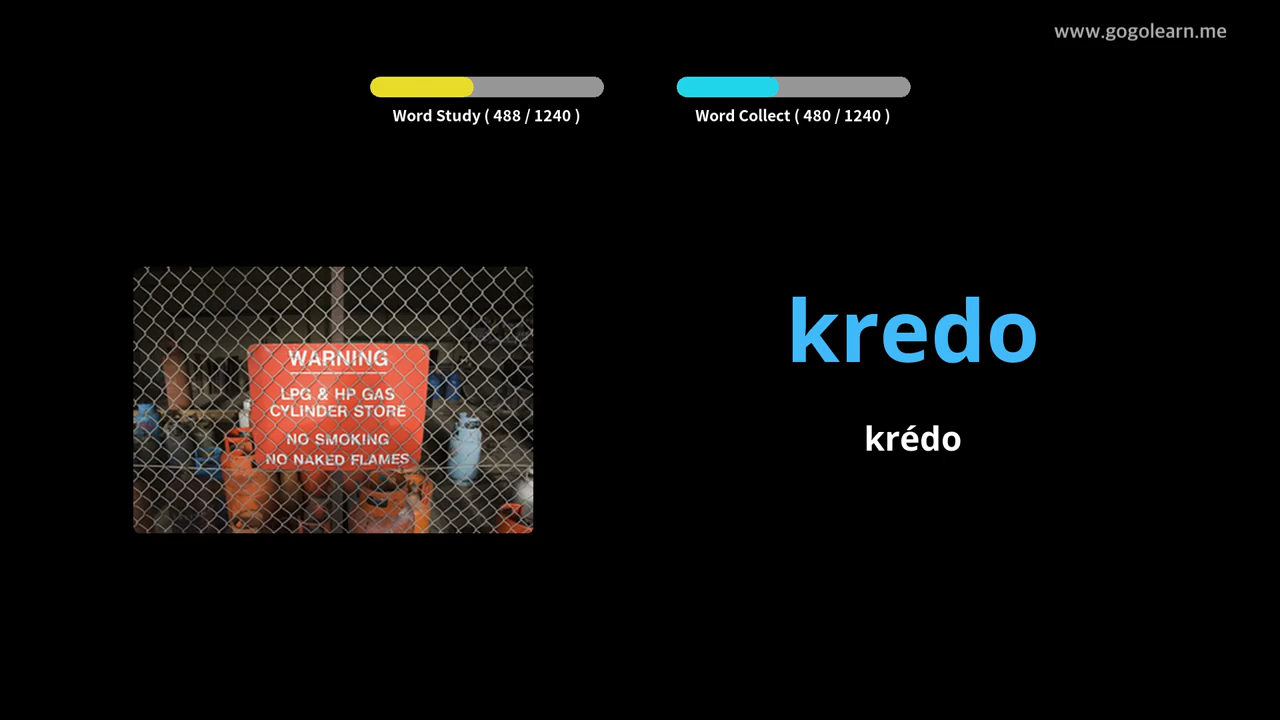 www.gogolearn.me
Word Study ( 488 / 1240 )
Word Collect ( 480 / 1240 )
WARNING
LPG & HP GAS
CYLINDER STORE
NO SMOKING
NO NAKED FLAMES
kredo
krédo